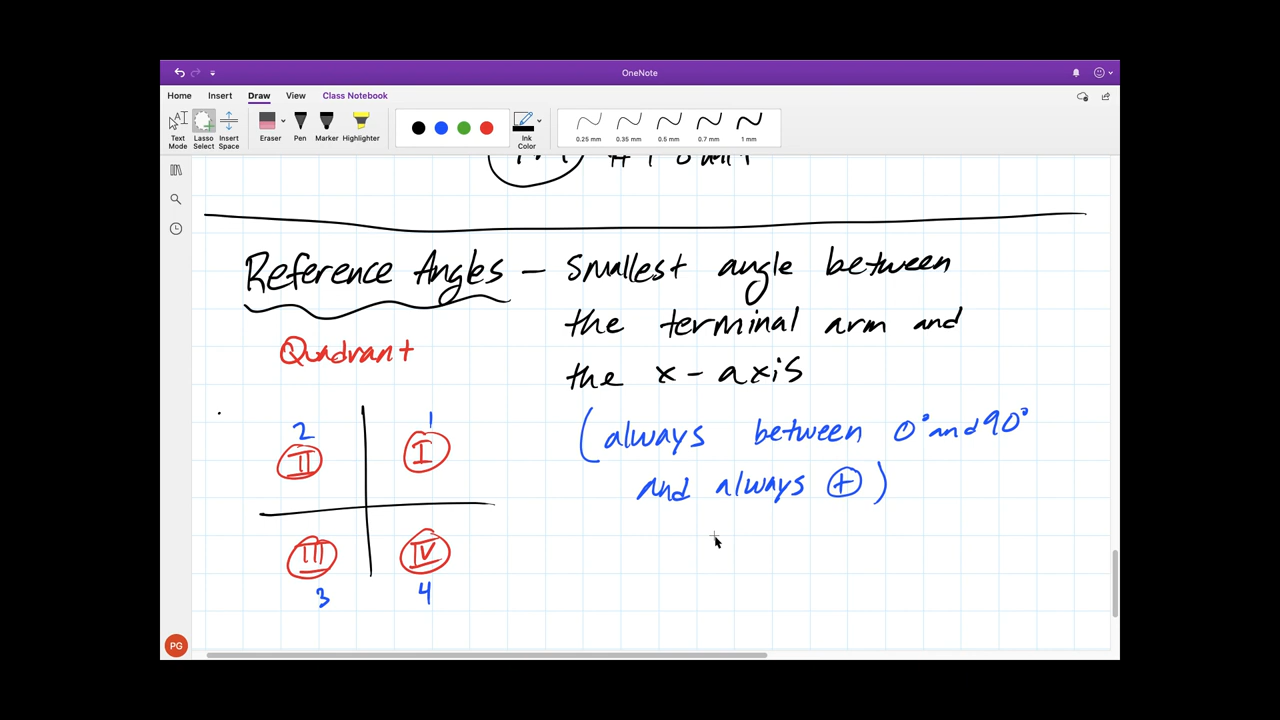 OneNote
Home Insert Draw View Class Notebook
Text Mode
Lasso Select
Insert Space
Eraser
Pen
Marker
Highlighter
Ink Color
0.25 mm 0.35 mm 0.5 mm 0.7 mm 1 mm
Reference Angles - Smallest angle between
the terminal arm and
the x-axis
Quadrant
(always between 0° and 90°
and always +)
2 1
II I
III IV
3 4
PG